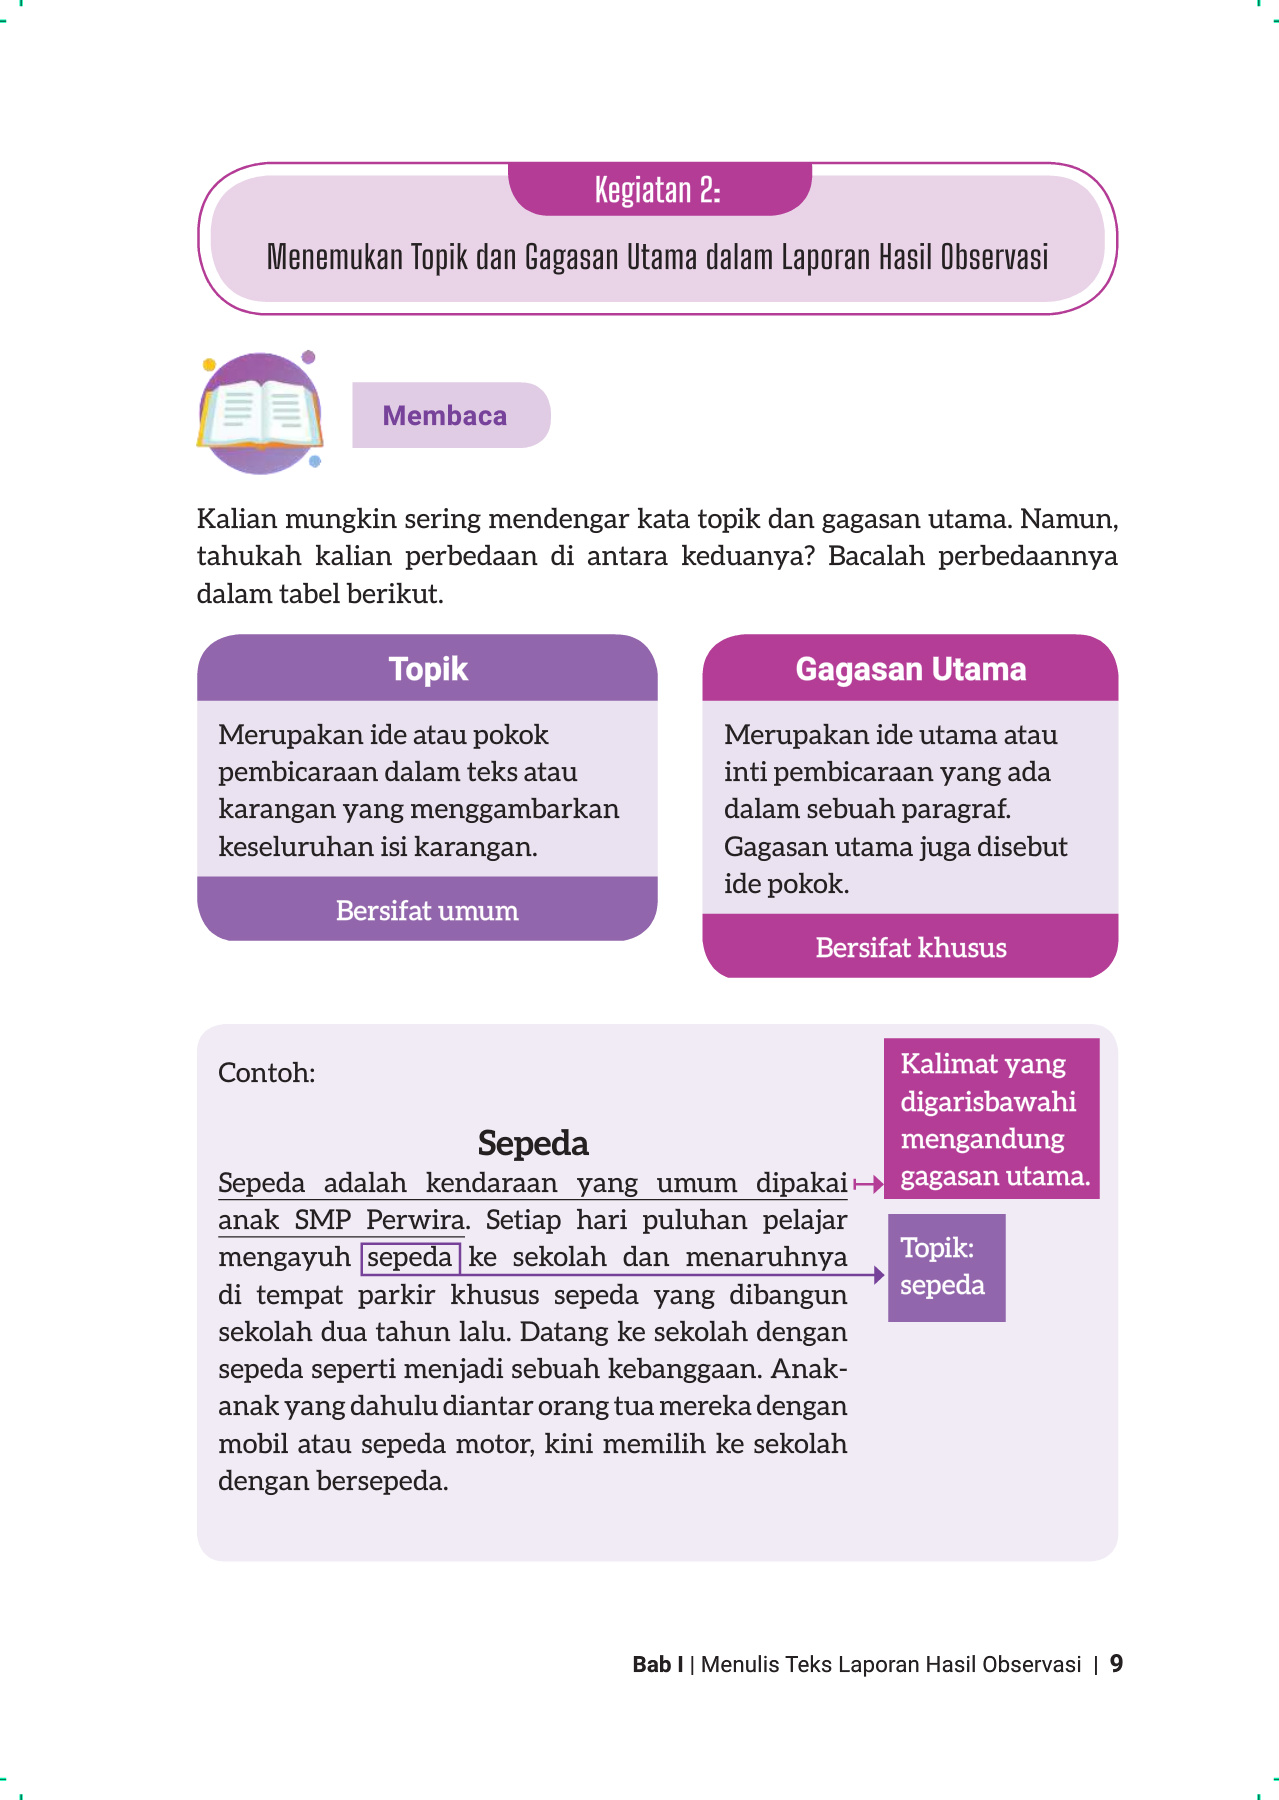 Kegiatan 2:
Menemukan Topik dan Gagasan Utama dalam Laporan Hasil Observasi
Membaca
Kalian mungkin sering mendengar kata topik dan gagasan utama. Namun,
tahukah kalian perbedaan di antara keduanya? Bacalah perbedaannya
dalam tabel berikut.
Topik
Merupakan ide atau pokok
pembicaraan dalam teks atau
karangan yang menggambarkan
keseluruhan isi karangan.
Bersifat umum
Gagasan Utama
Merupakan ide utama atau
inti pembicaraan yang ada
dalam sebuah paragraf.
Gagasan utama juga disebut
ide pokok.
Bersifat khusus
Contoh:
Sepeda
Sepeda adalah kendaraan yang umum dipakai
anak SMP Perwira. Setiap hari puluhan pelajar
mengayuh sepeda ke sekolah dan menaruhnya
di tempat parkir khusus sepeda yang dibangun
sekolah dua tahun lalu. Datang ke sekolah dengan
sepeda seperti menjadi sebuah kebanggaan. Anak-
anak yang dahulu diantar orang tua mereka dengan
mobil atau sepeda motor, kini memilih ke sekolah
dengan bersepeda.
Kalimat yang
digarisbawahi
mengandung
gagasan utama.
Topik:
sepeda
Bab I | Menulis Teks Laporan Hasil Observasi | 9